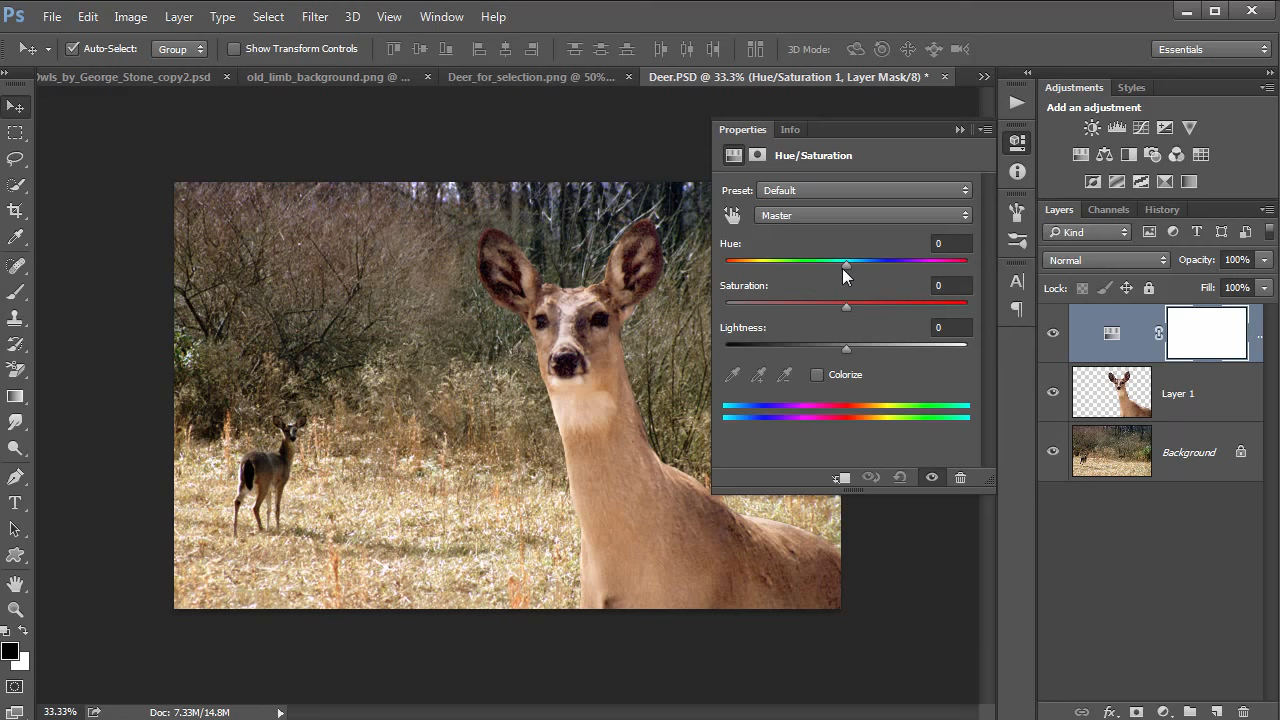 Ps File Edit Image Layer Type Select Filter 3D View Window Help
Auto-Select: Group Show Transform Controls 3D Mode: Essentials
Owls_by_George_Stone_copy2.psd × old_limb_background.png @ ... × Deer_for_selection.png @ 50%... × Deer.PSD @ 33.3% (Hue/Saturation 1, Layer Mask/8) * ×
Properties Info
Hue/Saturation
Preset: Default
Master
Hue: 0
Saturation: 0
Lightness: 0
Colorize
Adjustments Styles
Add an adjustment
Layers Channels History
Kind
Normal Opacity: 100%
Lock: Fill: 100%
Layer 1
Background
33.33% Doc: 7.33M/14.8M